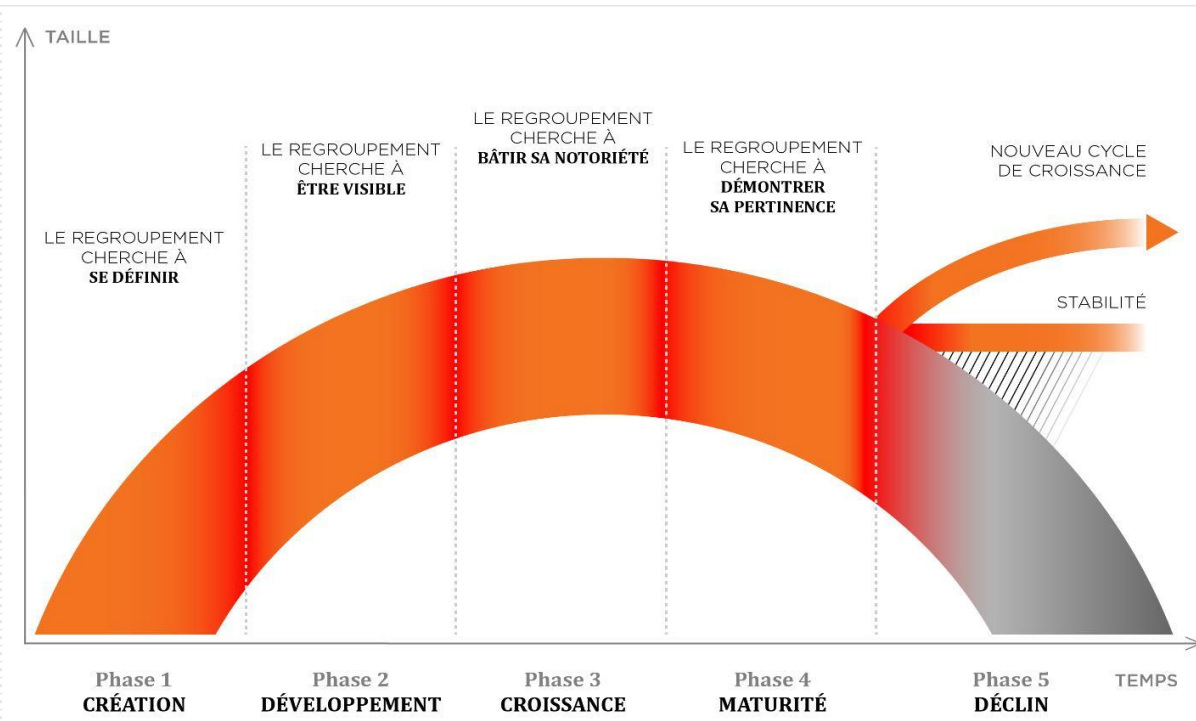 TAILLE
LE REGROUPEMENT
CHERCHE À
SE DÉFINIR
LE REGROUPEMENT
CHERCHE À
ÊTRE VISIBLE
LE REGROUPEMENT
CHERCHE À
BÂTIR SA NOTORIÉTÉ
LE REGROUPEMENT
CHERCHE À
DÉMONTRER
SA PERTINENCE
NOUVEAU CYCLE
DE CROISSANCE
STABILITÉ
Phase 1
CRÉATION
Phase 2
DÉVELOPPEMENT
Phase 3
CROISSANCE
Phase 4
MATURITÉ
Phase 5
DÉCLIN
TEMPS